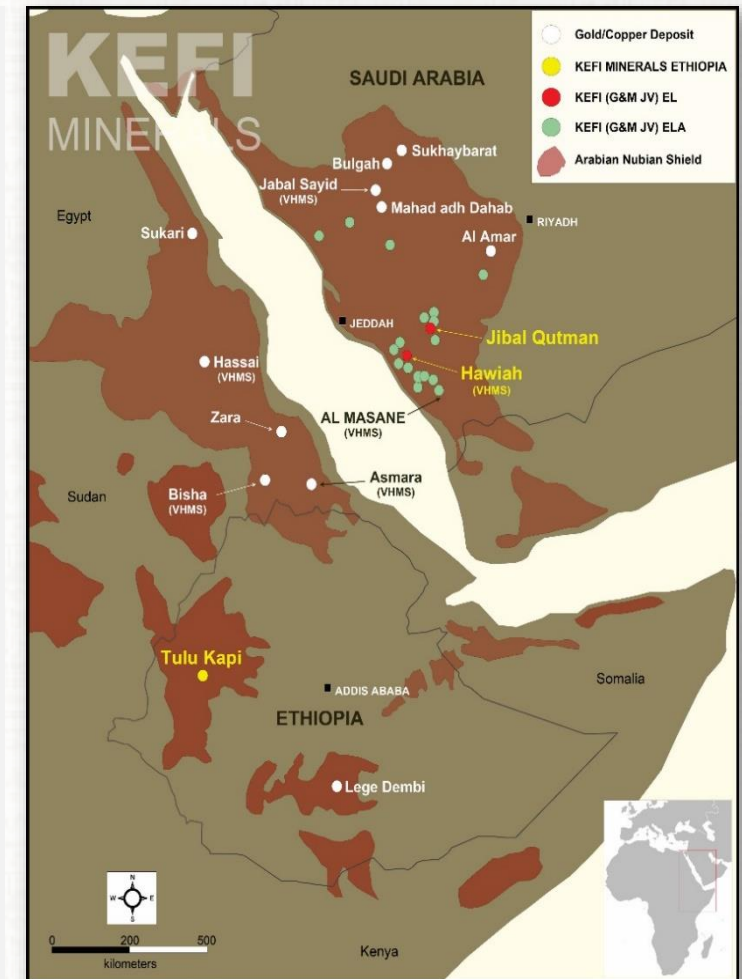 KEFI
MINERALS
Gold/Copper Deposit
KEFI MINERALS ETHIOPIA
KEFI (G&M JV) EL
KEFI (G&M JV) ELA
Arabian Nubian Shield
SAUDI ARABIA
Sukhaybarat
Bulgah
Jabal Sayid
(VHMS)
Mahad adh Dahab
Egypt
RIYADH
Sukari
Al Amar
JEDDAH
Jibal Qutman
Hassai
(VHMS)
Hawiah
(VHMS)
Zara
AL MASANE
(VHMS)
Sudan
Bisha
(VHMS)
Asmara
(VHMS)
Tulu Kapi
Somalia
ADDIS ABABA
ETHIOPIA
Lege Dembi
N
W E
S
0 200 500
kilometers
Kenya